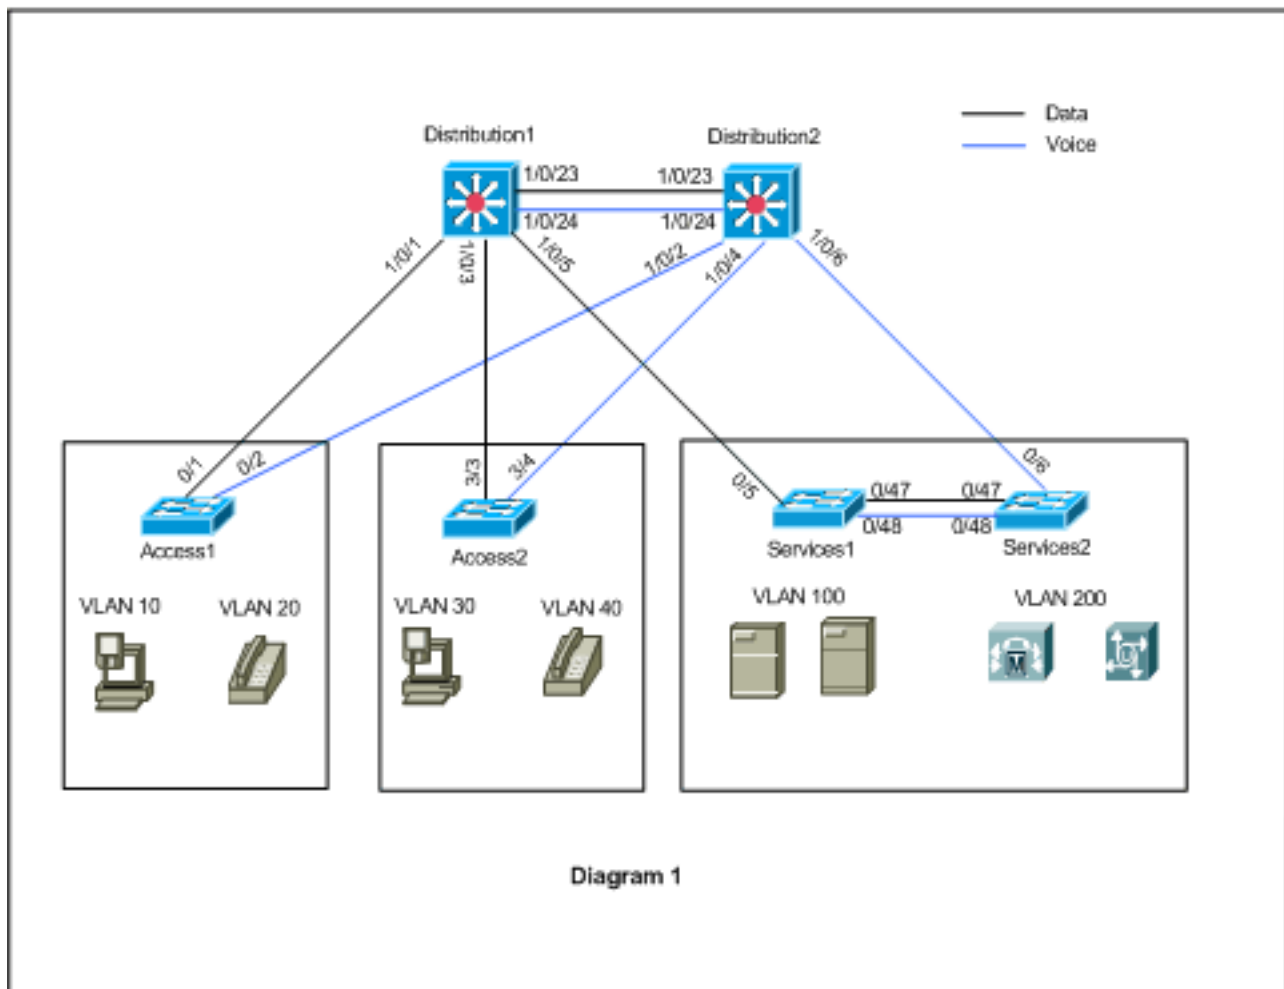 Data
Voice
Distribution1
Distribution2
1/0/23
1/0/23
1/0/24
1/0/24
1/0/1
1/0/3
1/0/5
1/0/2
1/0/4
1/0/6
0/1
0/2
3/3
3/4
0/5
0/6
0/47
0/47
0/48
0/48
Access1
Access2
Services1
Services2
VLAN 10
VLAN 20
VLAN 30
VLAN 40
VLAN 100
VLAN 200
M
Diagram 1